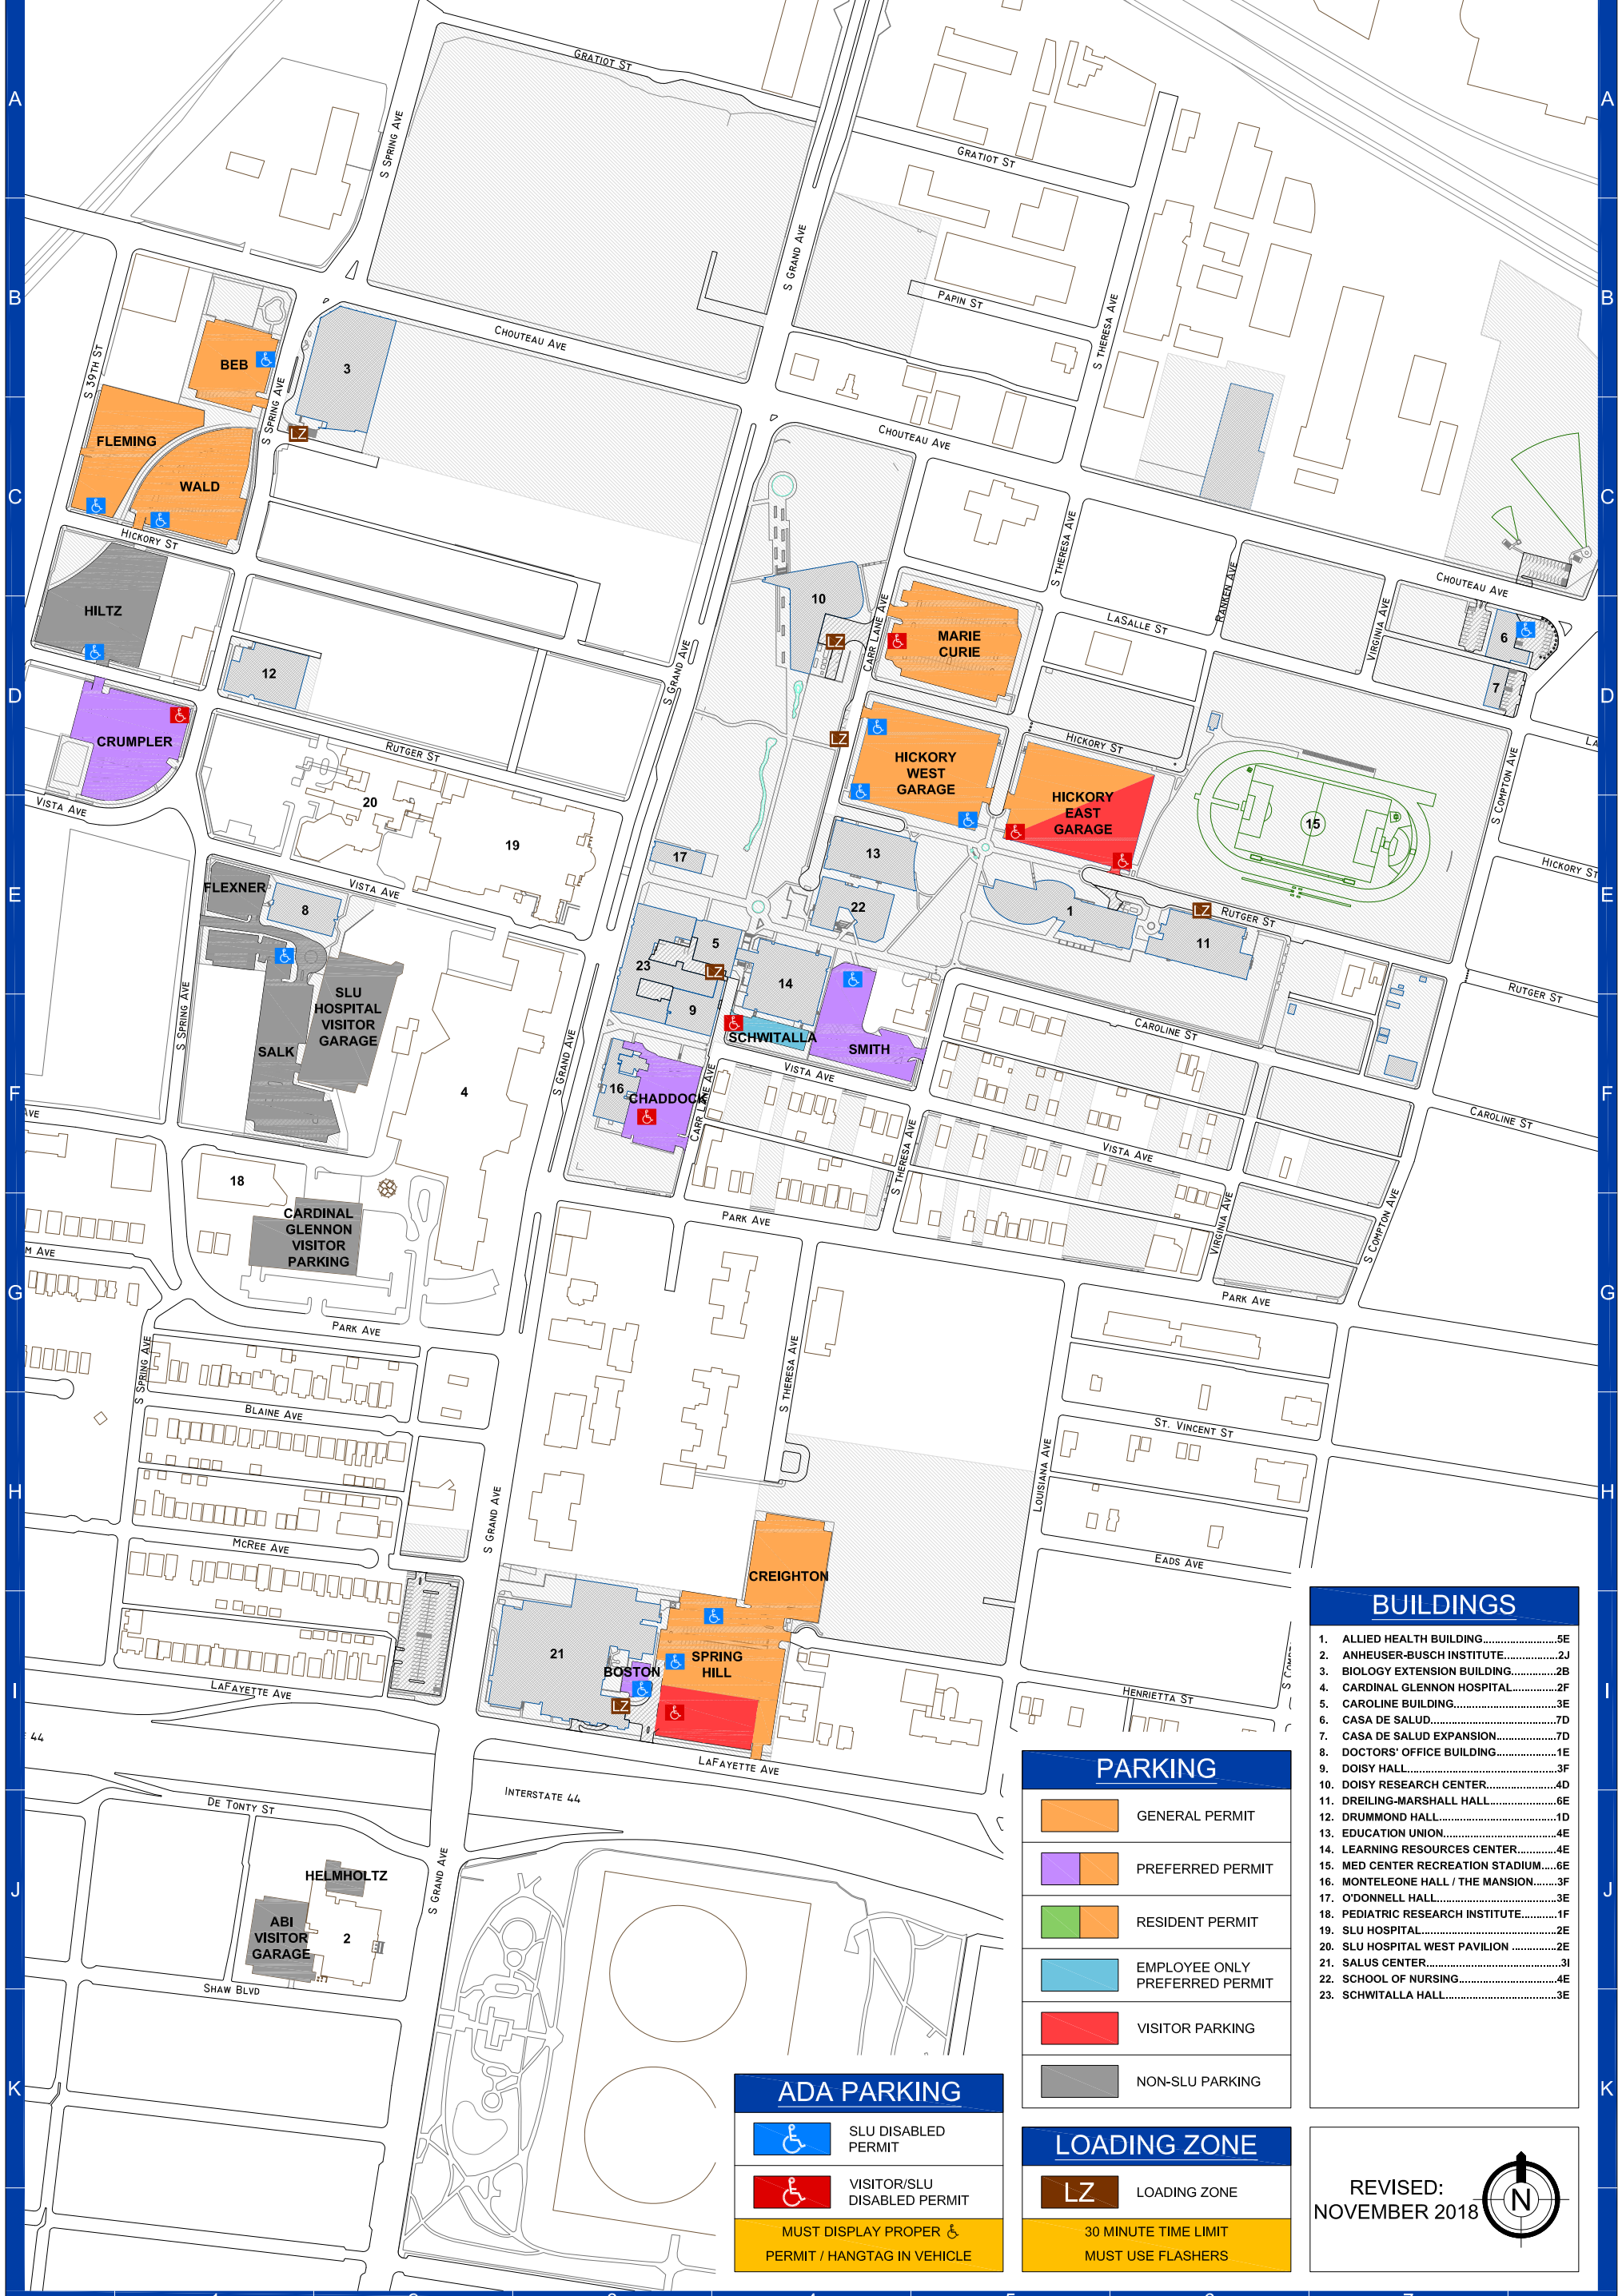 A
A
GRATIOT ST
S SPRING AVE
GRATIOT ST
S GRAND AVE
B
B
PAPIN ST
S THERESA AVE
CHOUTEAU AVE
S 39TH ST
BEB
3
S SPRING AVE
FLEMING
LZ
CHOUTEAU AVE
WALD
C
C
HICKORY ST
S THERESA AVE
CHOUTEAU AVE
RANKEN AVE
HILTZ
10
CARR LANE AVE
LASALLE ST
VIRGINIA AVE
MARIE
CURIE
LZ
6
12
S GRAND AVE
7
D
D
CRUMPLER
LZ
HICKORY ST
RUTGER ST
HICKORY
WEST
GARAGE
S COMPTON AVE
HICKORY
EAST
GARAGE
VISTA AVE
20
15
19
17
13
HICKORY ST
FLEXNER
VISTA AVE
E
E
8
22
1
LZ
RUTGER ST
5
11
23
LZ
14
SLU
HOSPITAL
VISITOR
GARAGE
RUTGER ST
S SPRING AVE
9
CAROLINE ST
SCHWITALLA
SMITH
SALK
S GRAND AVE
VISTA AVE
F
F
4
16
CHADDOCK
CARR LANE AVE
AVE
CAROLINE ST
VISTA AVE
S THERESA AVE
18
CARDINAL
GLENNON
VISITOR
PARKING
PARK AVE
VIRGINIA AVE
S COMPTON AVE
M AVE
G
G
PARK AVE
PARK AVE
S SPRING AVE
S THERESA AVE
BLAINE AVE
ST. VINCENT ST
LOUISIANA AVE
H
H
S GRAND AVE
MCREE AVE
EADS AVE
CREIGHTON
21
SPRING
HILL
BOSTON
LZ
I
I
LAFAYETTE AVE
HENRIETTA ST
44
LAFAYETTE AVE
INTERSTATE 44
DE TONTY ST
S GRAND AVE
HELMHOLTZ
J
J
ABI
VISITOR
GARAGE
2
SHAW BLVD
K
K
BUILDINGS
1. ALLIED HEALTH BUILDING.......................5E
2. ANHEUSER-BUSCH INSTITUTE.................2J
3. BIOLOGY EXTENSION BUILDING..............2B
4. CARDINAL GLENNON HOSPITAL...............2F
5. CAROLINE BUILDING................................3E
6. CASA DE SALUD.......................................7D
7. CASA DE SALUD EXPANSION...................7D
8. DOCTORS' OFFICE BUILDING...................1E
9. DOISY HALL..............................................3F
10. DOISY RESEARCH CENTER.....................4D
11. DREILING-MARSHALL HALL.....................6E
12. DRUMMOND HALL....................................1D
13. EDUCATION UNION...................................4E
14. LEARNING RESOURCES CENTER............4E
15. MED CENTER RECREATION STADIUM.....6E
16. MONTELEONE HALL / THE MANSION.......3F
17. O'DONNELL HALL.....................................3E
18. PEDIATRIC RESEARCH INSTITUTE...........1F
19. SLU HOSPITAL.........................................2E
20. SLU HOSPITAL WEST PAVILION ..............2E
21. SALUS CENTER.........................................3I
22. SCHOOL OF NURSING..............................4E
23. SCHWITALLA HALL...................................3E
PARKING
GENERAL PERMIT
PREFERRED PERMIT
RESIDENT PERMIT
EMPLOYEE ONLY
PREFERRED PERMIT
VISITOR PARKING
NON-SLU PARKING
ADA PARKING
SLU DISABLED
PERMIT
VISITOR/SLU
DISABLED PERMIT
MUST DISPLAY PROPER
PERMIT / HANGTAG IN VEHICLE
LOADING ZONE
LZ
LOADING ZONE
30 MINUTE TIME LIMIT
MUST USE FLASHERS
REVISED:
NOVEMBER 2018
N